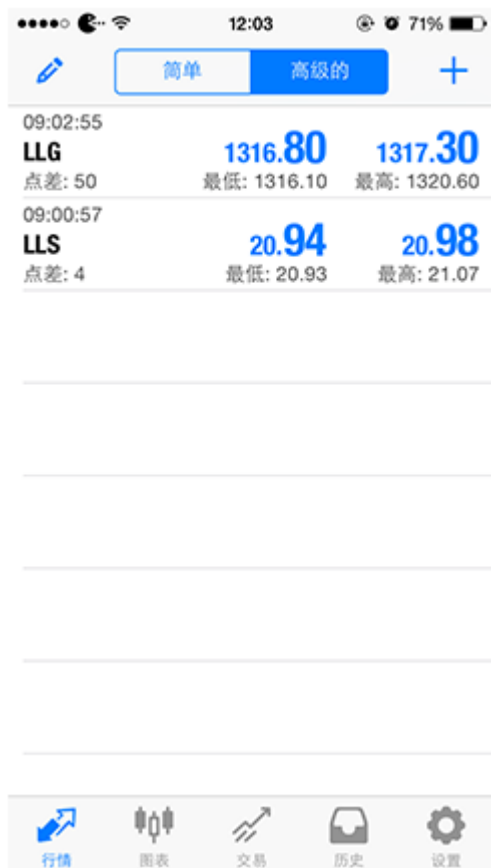 12:03 71%
简单 高级的
09:02:55
LLG 1316.80 1317.30
点差: 50 最低: 1316.10 最高: 1320.60
09:00:57
LLS 20.94 20.98
点差: 4 最低: 20.93 最高: 21.07
行情 图表 交易 历史 设置